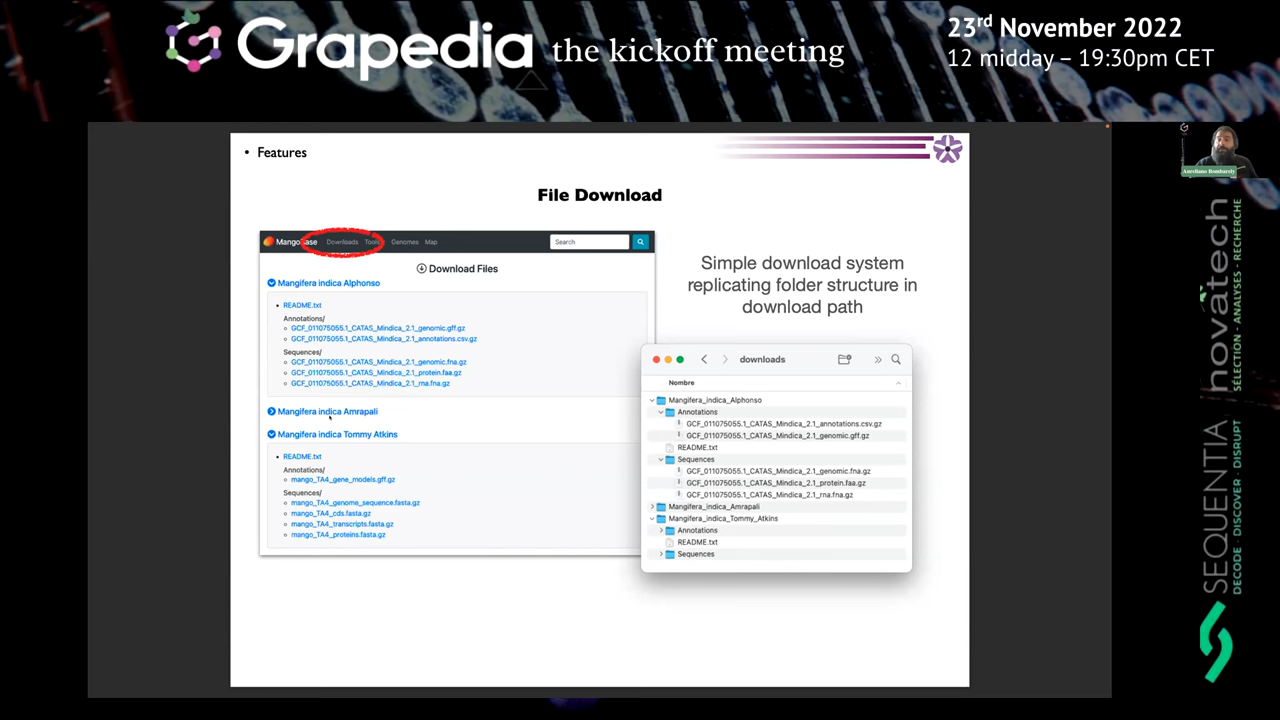 Grapedia the kickoff meeting
23rd November 2022
12 midday – 19:30pm CET
• Features
File Download
MangoBase Downloads Tools Genomes Map Search
Download Files
Mangifera indica Alphonso
README.txt
Annotations/
GCF_011075055.1_CATAS_Mindica_2.1_genomic.gff.gz
GCF_011075055.1_CATAS_Mindica_2.1_annotations.csv.gz
Sequences/
GCF_011075055.1_CATAS_Mindica_2.1_genomic.fna.gz
GCF_011075055.1_CATAS_Mindica_2.1_protein.faa.gz
GCF_011075055.1_CATAS_Mindica_2.1_rna.fna.gz
Mangifera indica Amrapali
Mangifera indica Tommy Atkins
README.txt
Annotations/
mango_TA4_gene_models.gff.gz
Sequences/
mango_TA4_genome_sequence.fasta.gz
mango_TA4_cds.fasta.gz
mango_TA4_transcripts.fasta.gz
mango_TA4_proteins.fasta.gz
Simple download system
replicating folder structure in
download path
downloads
Nombre
Mangifera_indica_Alphonso
Annotations
GCF_011075055.1_CATAS_Mindica_2.1_annotations.csv.gz
GCF_011075055.1_CATAS_Mindica_2.1_genomic.gff.gz
README.txt
Sequences
GCF_011075055.1_CATAS_Mindica_2.1_genomic.fna.gz
GCF_011075055.1_CATAS_Mindica_2.1_protein.faa.gz
GCF_011075055.1_CATAS_Mindica_2.1_rna.fna.gz
Mangifera_indica_Amrapali
Mangifera_indica_Tommy_Atkins
Annotations
README.txt
Sequences
Aureliano Bombarely
novatech
SÉLECTION - ANALYSES - RECHERCHE
SEQUENTIA
DECODE · DISCOVER · DISRUPT